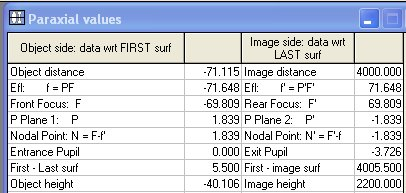 Paraxial values
Object side: data wrt FIRST surf Image side: data wrt LAST surf
Object distance -71.115 Image distance 4000.000
Efl: f = PF -71.648 Efl: f' = P'F' 71.648
Front Focus: F -69.809 Rear Focus: F' 69.809
P Plane 1: P 1.839 P Plane 2: P' -1.839
Nodal Point: N = F-f' 1.839 Nodal Point: N' = F'-f -1.839
Entrance Pupil 0.000 Exit Pupil -3.726
First - Last surf 5.500 First - image surf 4005.500
Object height -40.106 Image height 2200.000